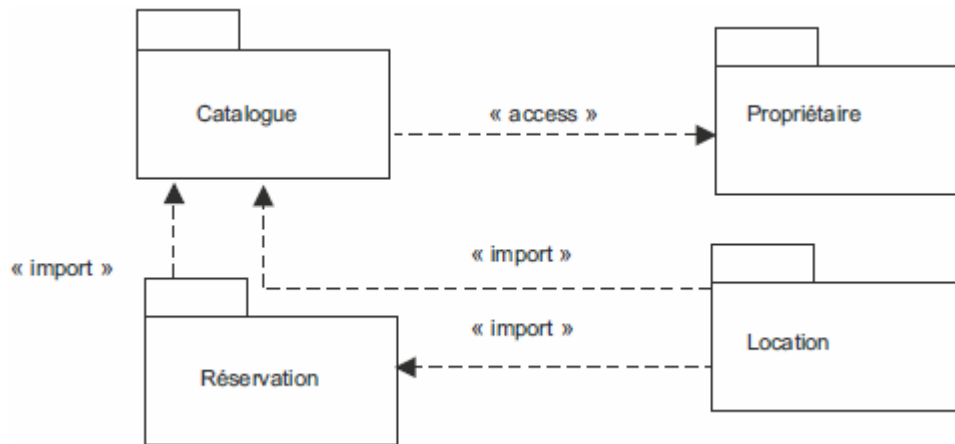 Catalogue
« access »
Propriétaire
« import »
« import »
« import »
Réservation
Location